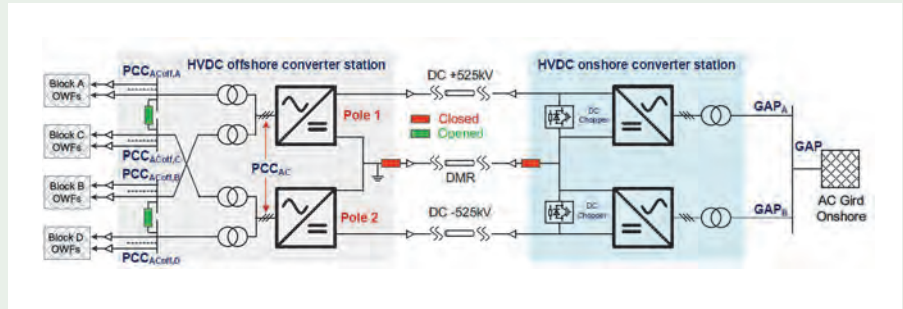 HVDC offshore converter station
HVDC onshore converter station
PCCACoff,A
Block A
OWFs
Block C
OWFs
PCCACoff,C
PCCACoff,B
Block B
OWFs
Block D
OWFs
PCCACoff,D
PCCAC
Pole 1
Pole 2
DC +525kV
Closed
Opened
DMR
DC -525kV
DC
Chopper
DC
Chopper
GAPA
GAP
GAPB
AC Gird
Onshore